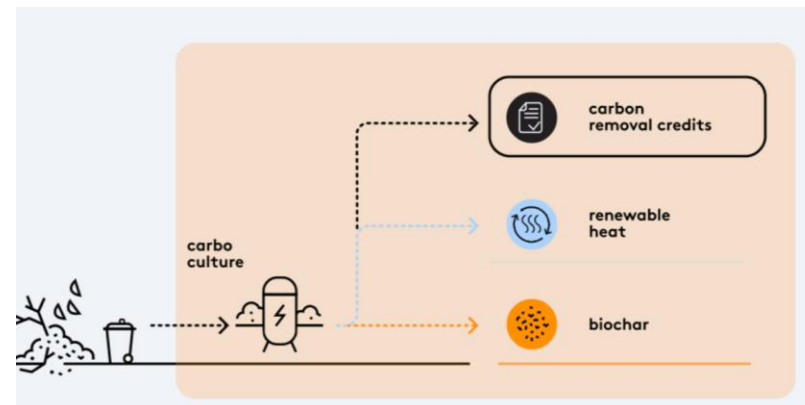 carbon
removal credits
renewable
heat
carbo
culture
biochar